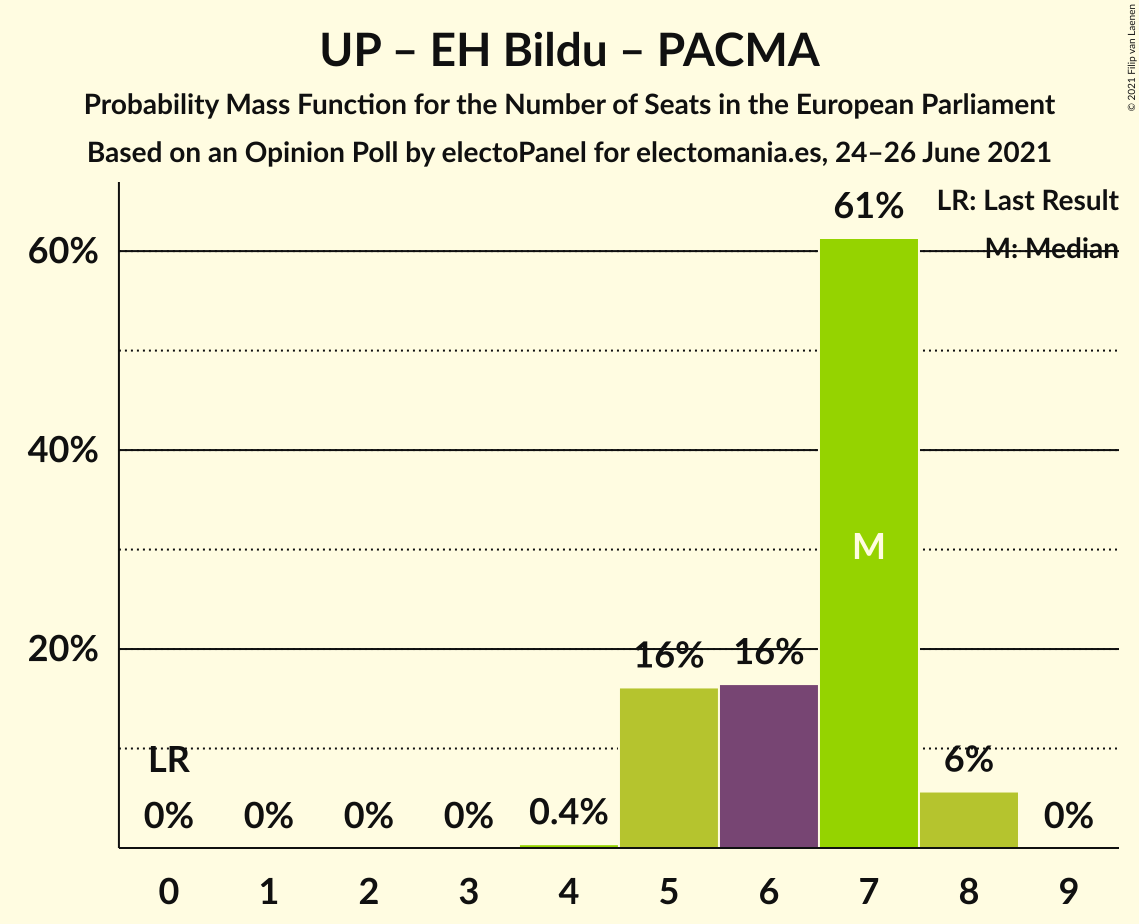 UP – EH Bildu – PACMA
Probability Mass Function for the Number of Seats in the European Parliament
Based on an Opinion Poll by electoPanel for electomania.es, 24–26 June 2021
© 2021 Filip van Laenen
LR: Last Result
M: Median
61%
60%
40%
20%
M
16%
16%
LR
6%
0%
0%
0%
0%
0.4%
0%
0
1
2
3
4
5
6
7
8
9